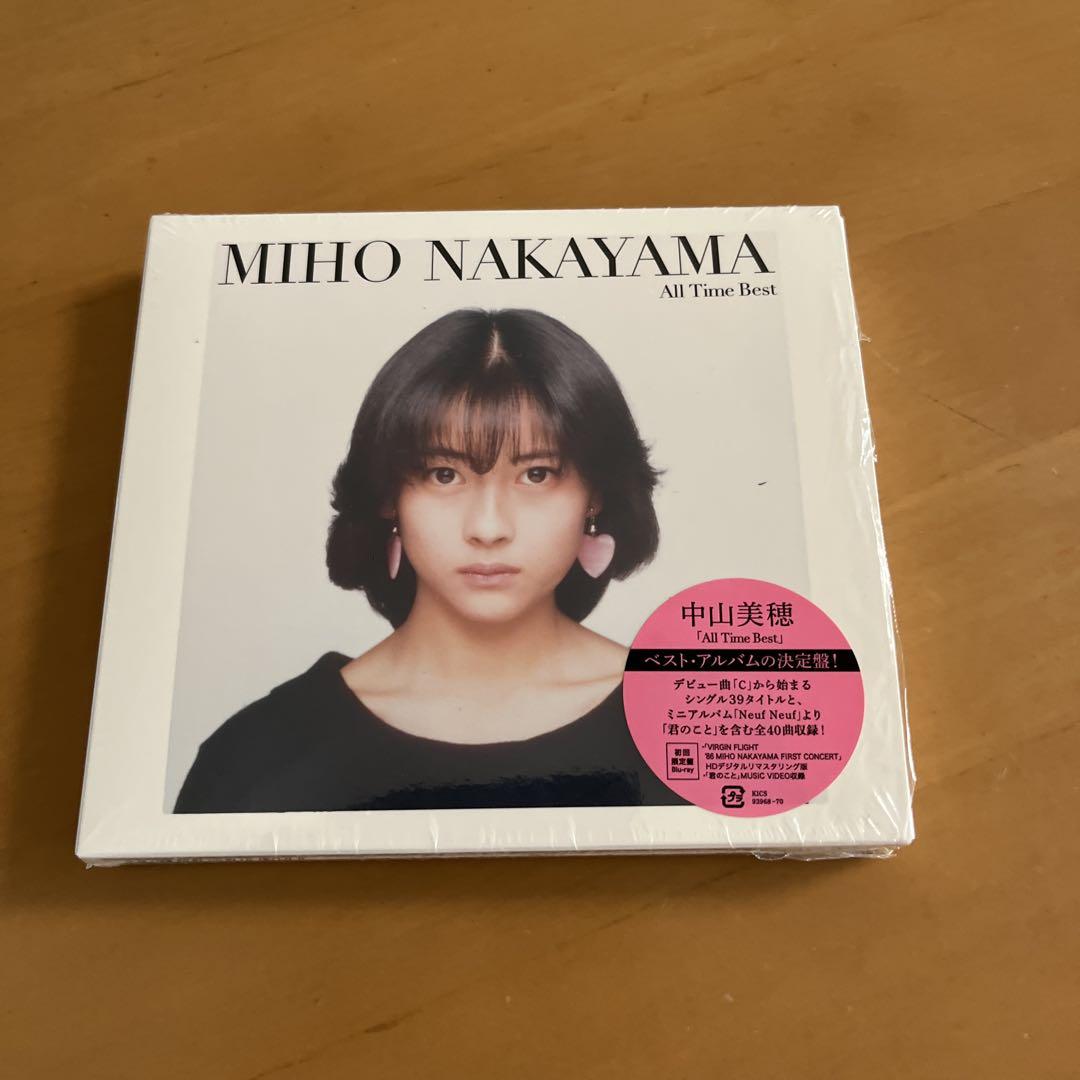 MIHO NAKAYAMA
All Time Best
中山美穂
「All Time Best」
ベスト・アルバムの決定盤!
デビュー曲「C」から始まる
シングル39タイトルと、
ミニアルバム「Neuf Neuf」より
「君のこと」を含む全40曲収録!
初回
限定盤
Blu-ray
・「VIRGIN FLIGHT
'86 MIHO NAKAYAMA FIRST CONCERT」
HDデジタルリマスタリング版
・「君のこと」MUSIC VIDEO収録
プラ
KICS
93968-70